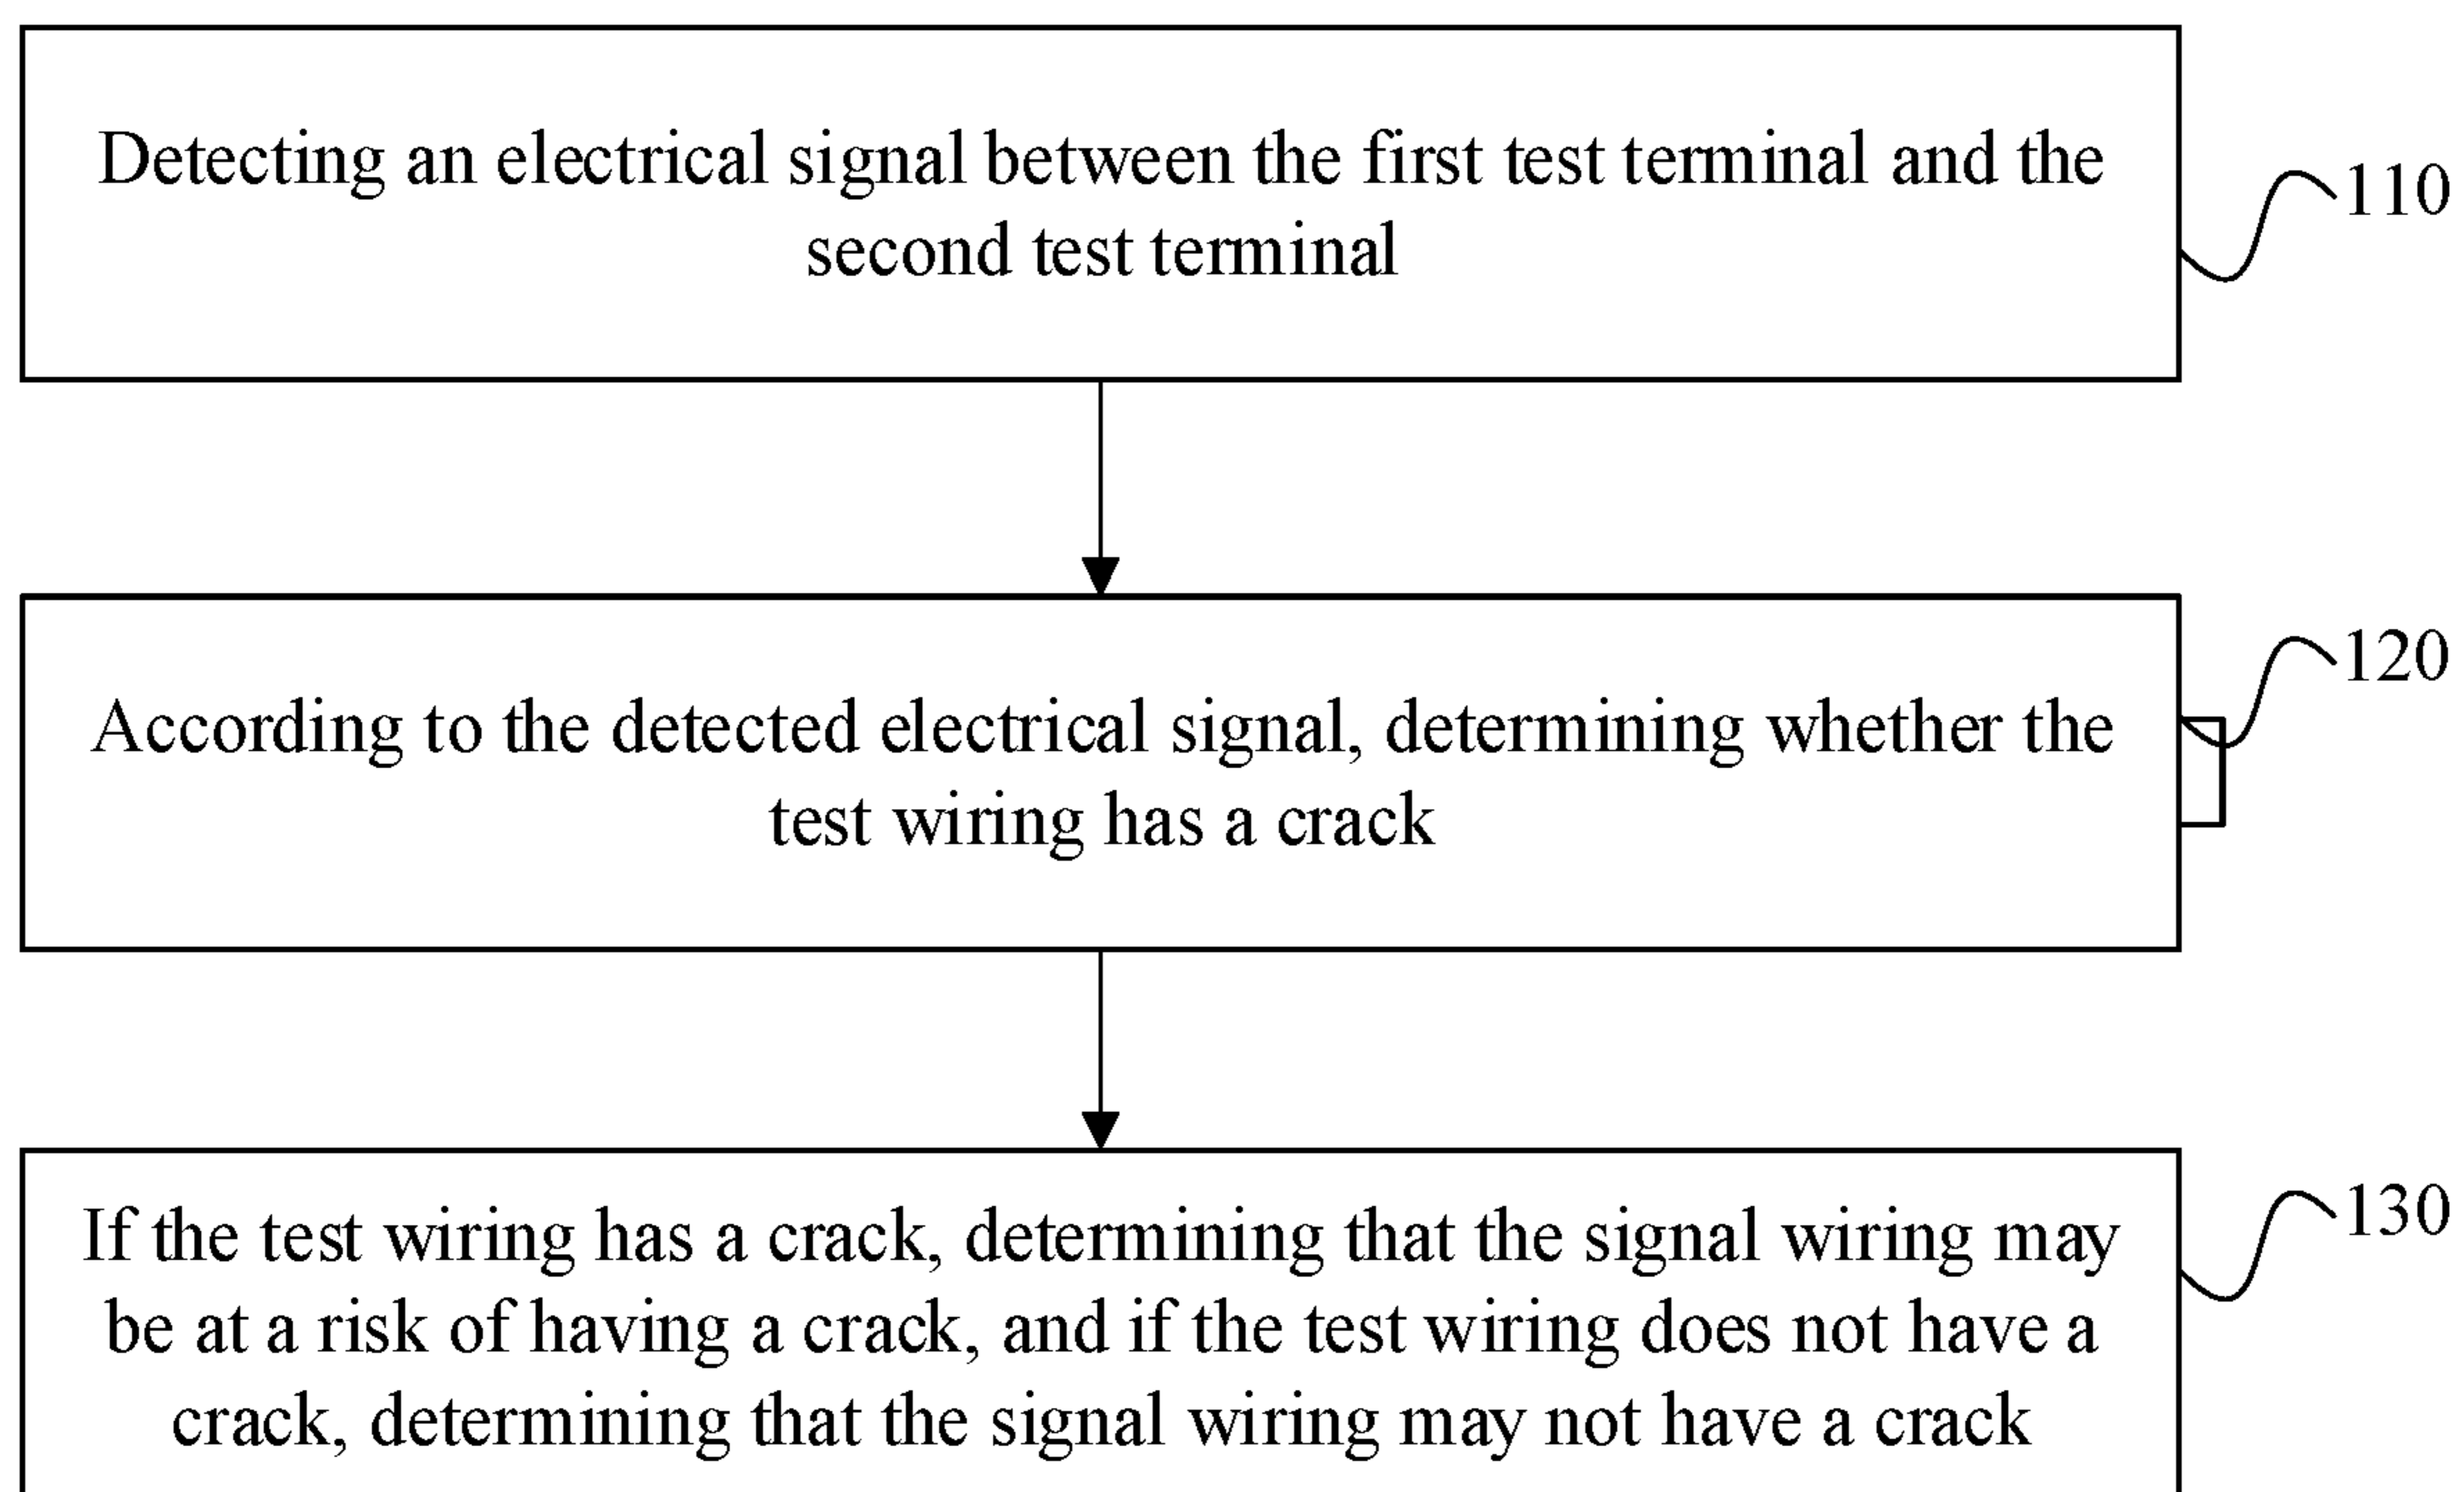 Detecting an electrical signal between the first test terminal and the
second test terminal
110
According to the detected electrical signal, determining whether the
test wiring has a crack
120
If the test wiring has a crack, determining that the signal wiring may
be at a risk of having a crack, and if the test wiring does not have a
crack, determining that the signal wiring may not have a crack
130